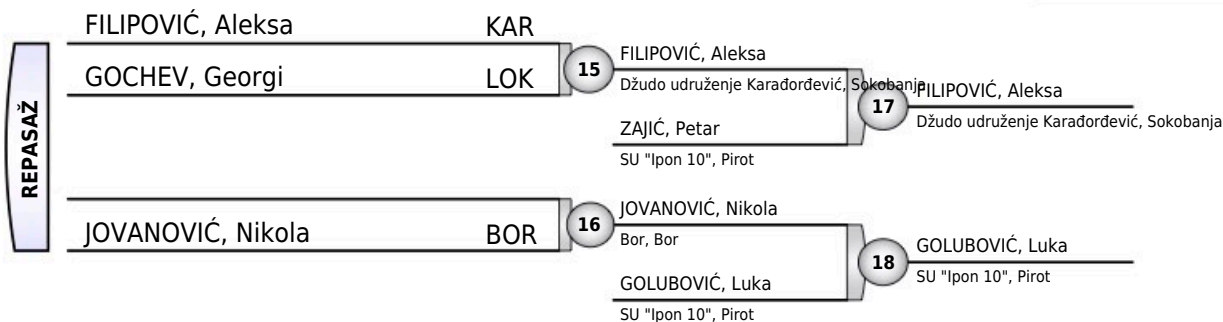 REPASAŽ
FILIPOVIĆ, Aleksa KAR
GOCHEV, Georgi LOK
15
FILIPOVIĆ, Aleksa
Džudo udruženje Karađorđević, Sokobanja
ZAJIĆ, Petar
SU "Ipon 10", Pirot
17
FILIPOVIĆ, Aleksa
Džudo udruženje Karađorđević, Sokobanja
JOVANOVIĆ, Nikola BOR
16
JOVANOVIĆ, Nikola
Bor, Bor
GOLUBOVIĆ, Luka
SU "Ipon 10", Pirot
18
GOLUBOVIĆ, Luka
SU "Ipon 10", Pirot